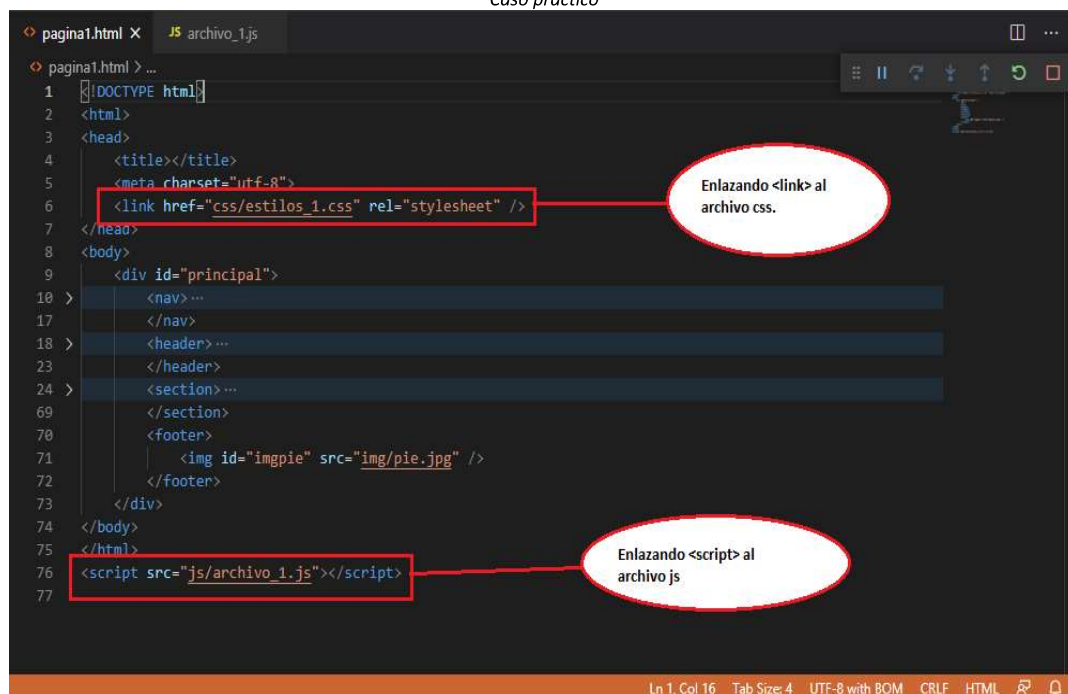 Caso práctico
pagina1.html X JS archivo_1.js
pagina1.html > ...
1 <!DOCTYPE html>
2 <html>
3 <head>
4 <title></title>
5 <meta charset="utf-8">
6 <link href="css/estilos_1.css" rel="stylesheet" />
7 </head>
8 <body>
9 <div id="principal">
10 > <nav>...
17 </nav>
18 > <header>...
23 </header>
24 > <section>...
69 </section>
70 <footer>
71 <img id="imgpie" src="img/pie.jpg" />
72 </footer>
73 </div>
74 </body>
75 </html>
76 <script src="js/archivo_1.js"></script>
77
Enlazando <link> al
archivo css.
Enlazando <script> al
archivo js
Ln 1, Col 16 Tab Size: 4 UTF-8 with BOM CRLF HTML